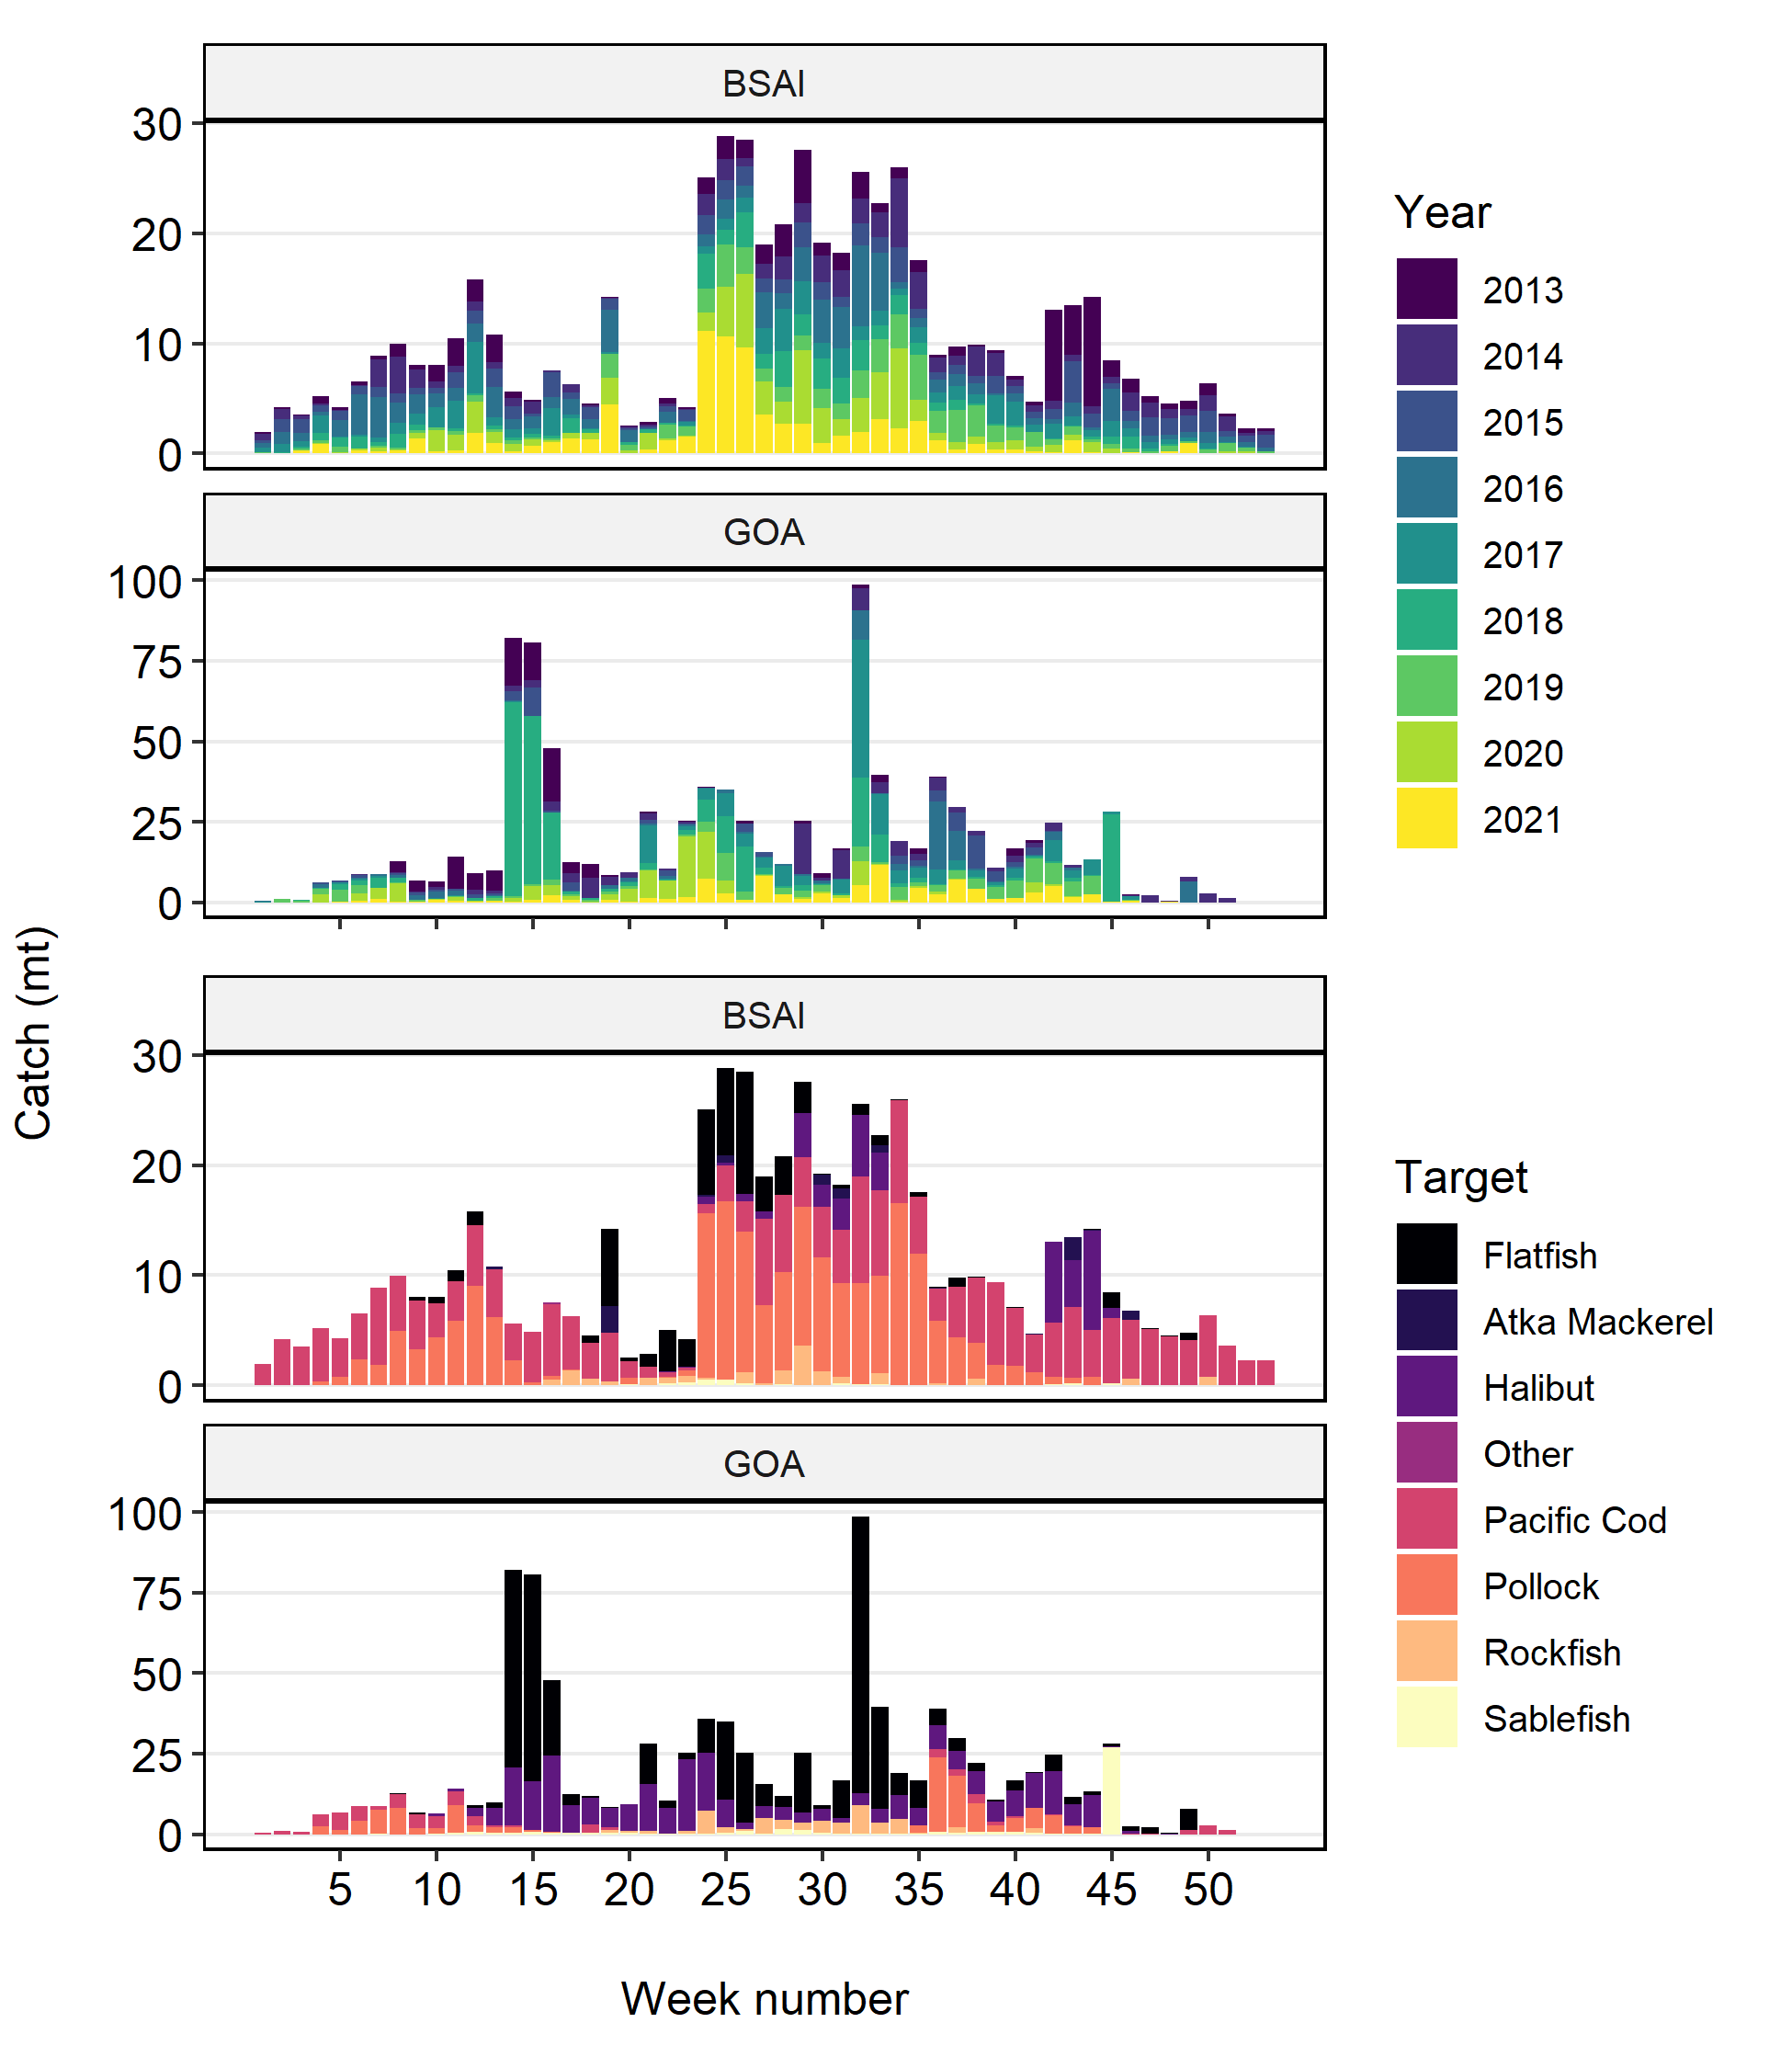 BSAI
30
20
10
0
GOA
100
75
50
25
0
Year
2013
2014
2015
2016
2017
2018
2019
2020
2021
Catch (mt)
BSAI
30
20
10
0
GOA
100
75
50
25
0
5 10 15 20 25 30 35 40 45 50
Week number
Target
Flatfish
Atka Mackerel
Halibut
Other
Pacific Cod
Pollock
Rockfish
Sablefish